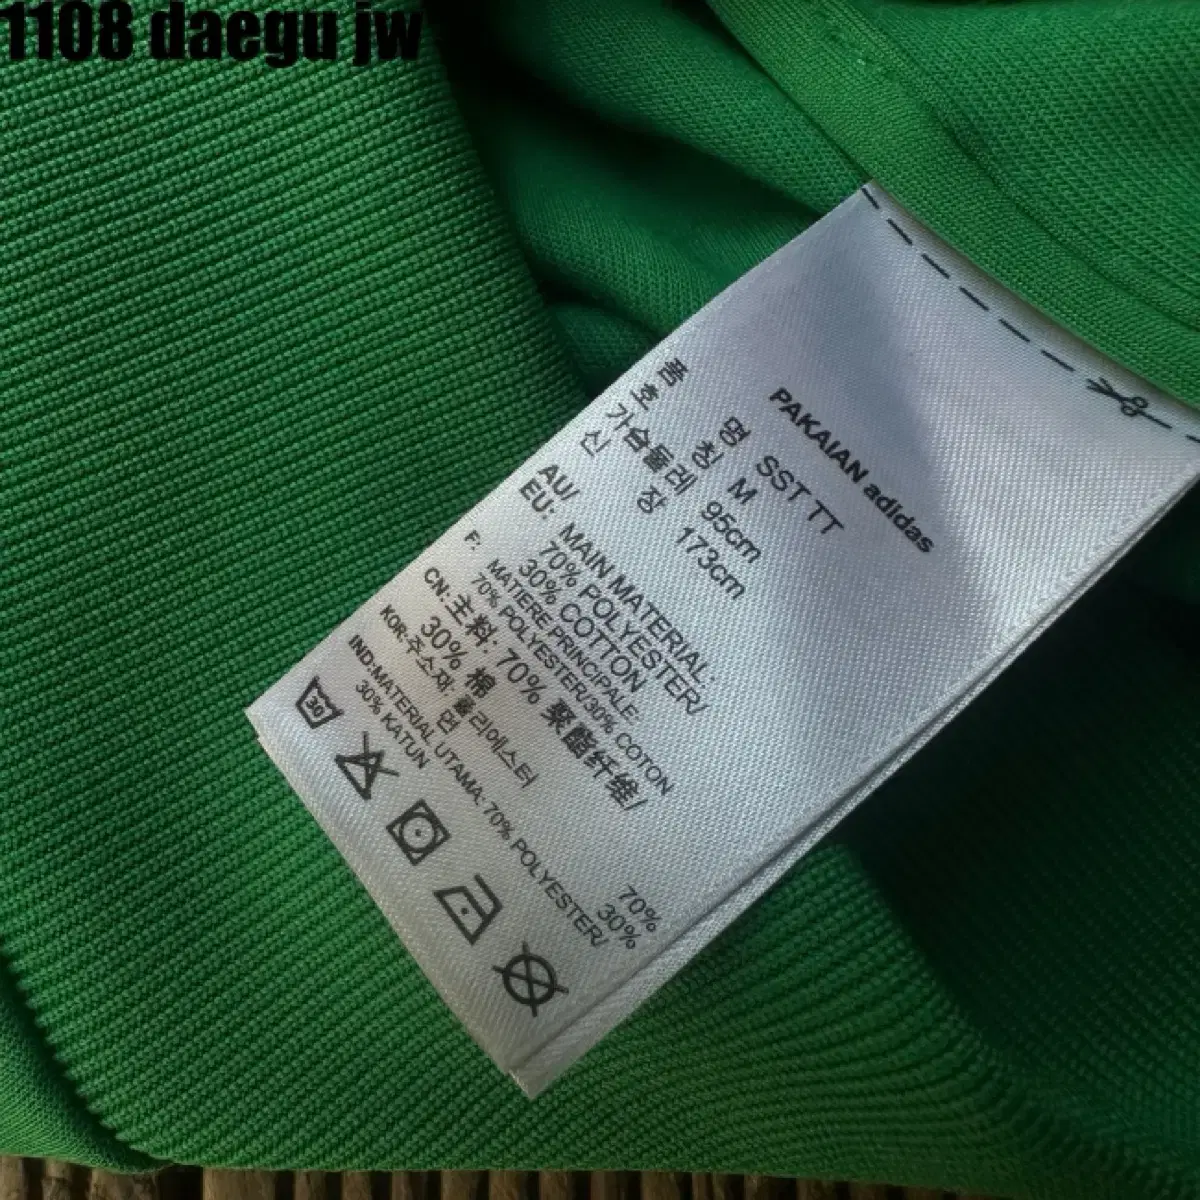 1108 daegu jw
PAKAIAN adidas
품 명 SST TT
호 칭 M
가슴둘레 95cm
신 장 173cm
AU/
EU: MAIN MATERIAL:
70% POLYESTER/
30% COTTON
F: MATIERE PRINCIPALE:
70% POLYESTER/30% COTON
CN: 主料: 70% 聚酯纤维/
30% 棉
KOR:주소재: 폴리에스터 70%
면 30%
IND:MATERIAL UTAMA: 70% POLYESTER/
30% KATUN
30